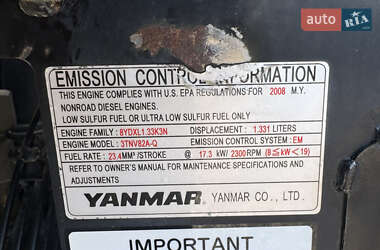 auto RIA
EMISSION CONTROL INFORMATION
THIS ENGINE COMPLIES WITH U.S. EPA REGULATIONS FOR 2008 M.Y.
NONROAD DIESEL ENGINES.
LOW SULFUR FUEL OR ULTRA LOW SULFUR FUEL ONLY
ENGINE FAMILY : 8YDXL1.33K3N DISPLACEMENT : 1.331 LITERS
ENGINE MODEL : 3TNV82A-Q EMISSION CONTROL SYSTEM : EM
FUEL RATE : 23.4MM³/STROKE @ 17.3 kW/ 2300RPM (8≦kW<19)
REFER TO OWNER'S MANUAL FOR MAINTENANCE SPECIFICATIONS AND
ADJUSTMENTS
YANMAR YANMAR CO., LTD.
IMPORTANT